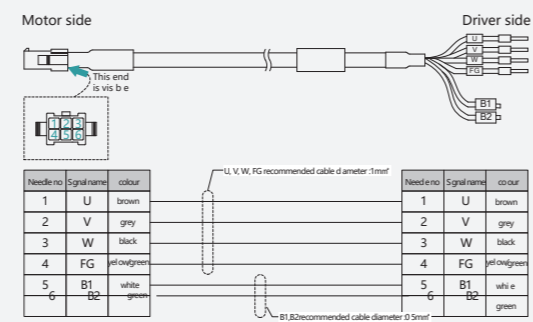 Motor side Driver side
U
V
W
FG
This end
is vis b e
B1
B2
1 2 3
4 5 6
U, V, W, FG recommended cable d ameter :1mm²
Needle no S gnal name colour Need e no S gnal name co our
1 U brown 1 U brown
2 V grey 2 V grey
3 W black 3 W black
4 FG yel ow/green 4 FG yel ow/green
5 B1 white 5 B1 whi e
6 B2 green 6 B2
green
B1,B2recommended cable diameter :0 5mm²